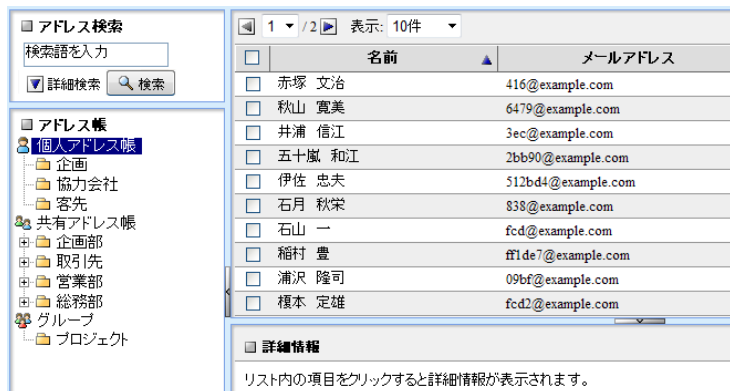 アドレス検索
検索語を入力
詳細検索 検索
アドレス帳
個人アドレス帳
企画
協力会社
客先
共有アドレス帳
企画部
取引先
営業部
総務部
グループ
プロジェクト
1 /2 表示: 10件
名前 メールアドレス
赤塚 文治 416@example.com
秋山 寛美 6479@example.com
井浦 信江 3ec@example.com
五十嵐 和江 2bb90@example.com
伊佐 忠夫 512bd4@example.com
石月 秋栄 838@example.com
石山 一 fcd@example.com
稲村 豊 ff1de7@example.com
浦沢 隆司 09bf@example.com
榎本 定雄 fcd2@example.com
詳細情報
リスト内の項目をクリックすると詳細情報が表示されます。